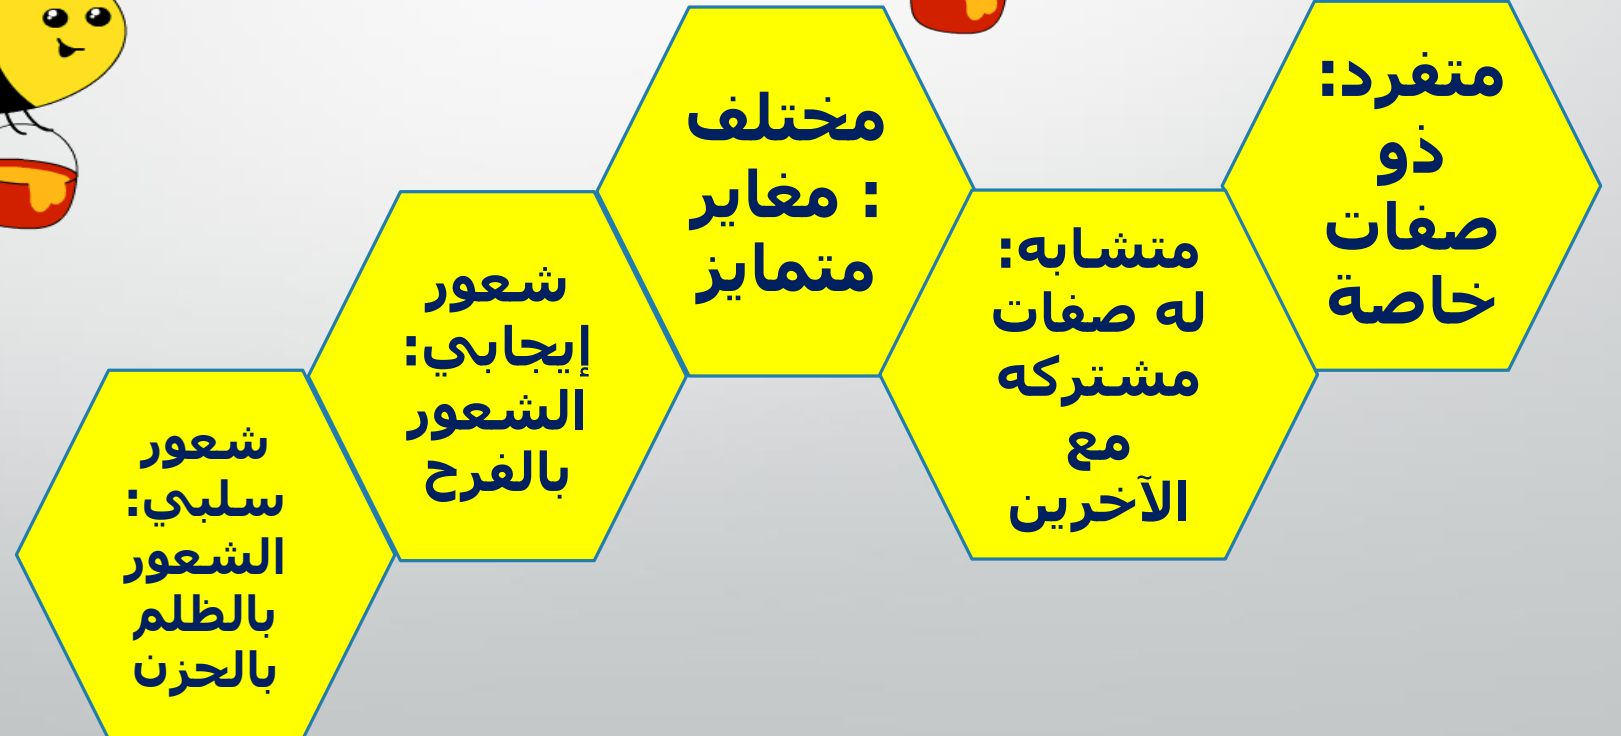 متفرد:
ذو
صفات
خاصة
متشابه:
له صفات
مشتركه
مع
الآخرين
مختلف
: مغاير
متمايز
شعور
إيجابي:
الشعور
بالفرح
شعور
سلبي:
الشعور
بالظلم
بالحزن